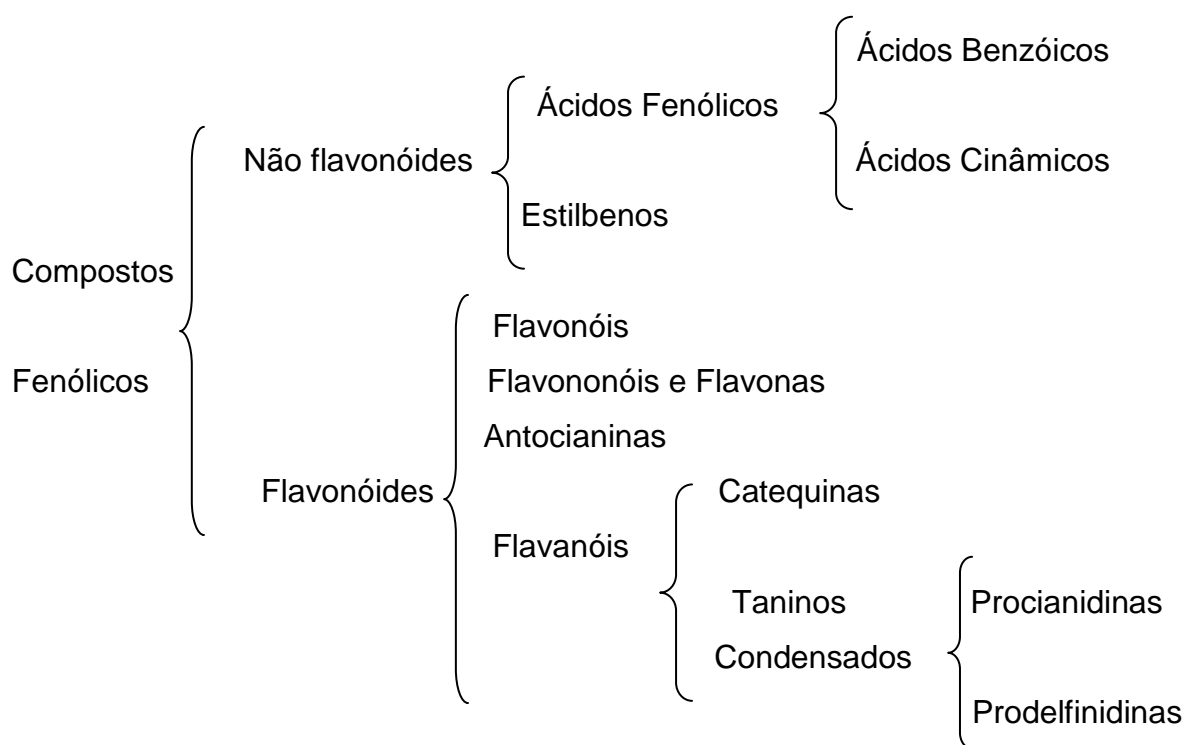 Ácidos Benzóicos
Ácidos Fenólicos
Não flavonóides
Ácidos Cinâmicos
Estilbenos
Compostos
Flavonóis
Fenólicos
Flavononóis e Flavonas
Antocianinas
Flavonóides
Catequinas
Flavanóis
Taninos
Procianidinas
Condensados
Prodelfinidinas